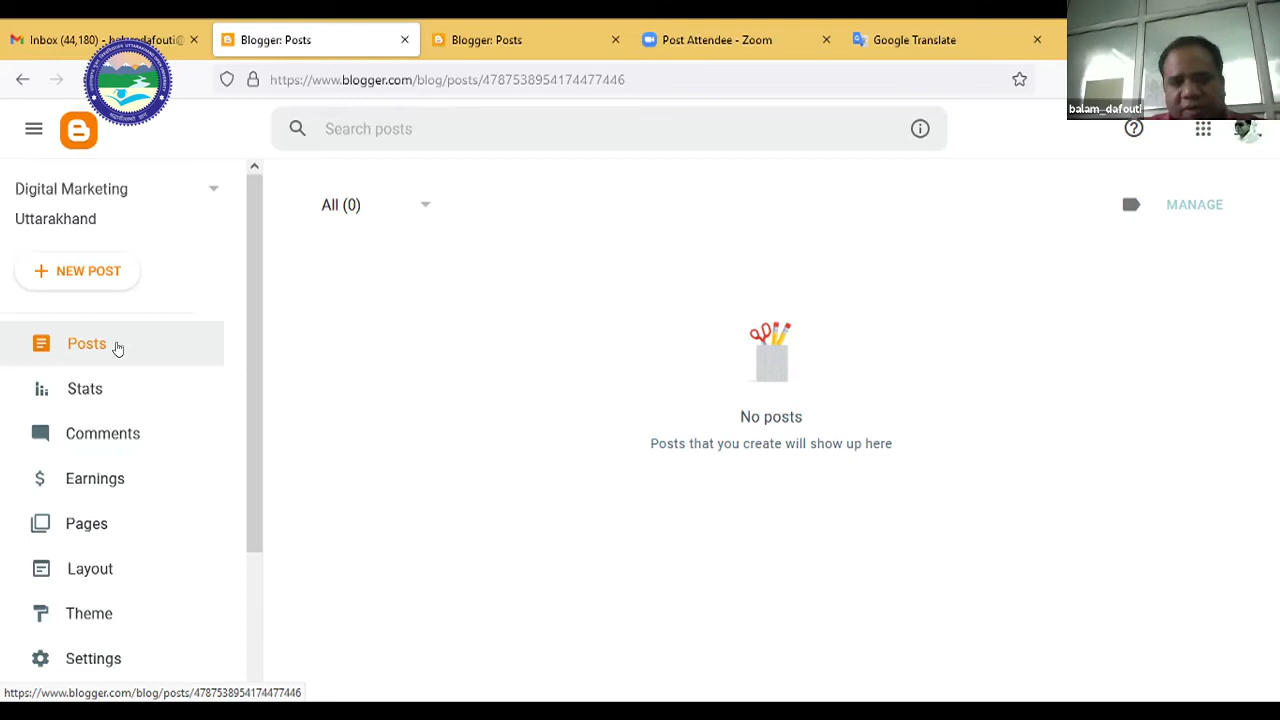 Inbox (44,180) - balamdafouti@
Blogger: Posts
Blogger: Posts
Post Attendee - Zoom
Google Translate
https://www.blogger.com/blog/posts/4787538954174477446
balam_dafouti
Search posts
Digital Marketing
Uttarakhand
All (0)
MANAGE
+ NEW POST
Posts
Stats
Comments
Earnings
Pages
Layout
Theme
Settings
No posts
Posts that you create will show up here
https://www.blogger.com/blog/posts/4787538954174477446